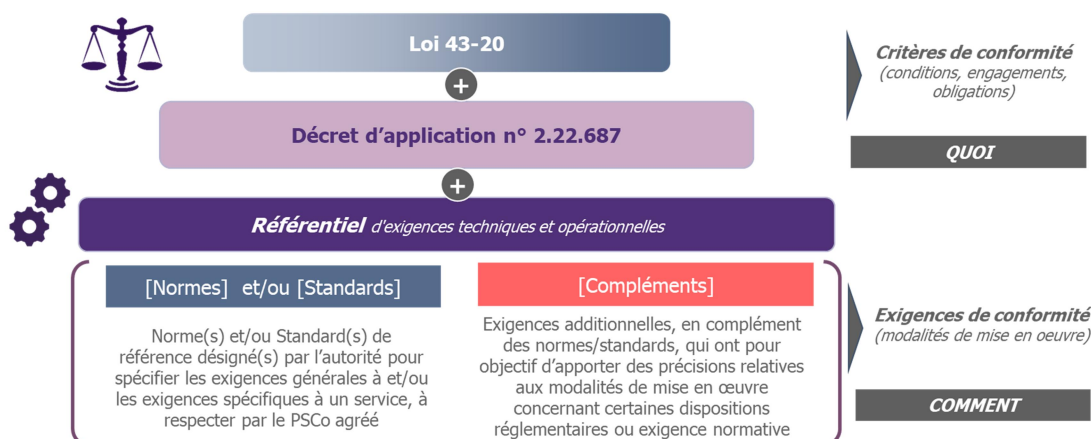 Loi 43-20
Critères de conformité
(conditions, engagements,
obligations)
+
Décret d'application n° 2.22.687
QUOI
+
Référentiel d'exigences techniques et opérationnelles
[Normes] et/ou [Standards]
Norme(s) et/ou Standard(s) de
référence désigné(s) par l'autorité pour
spécifier les exigences générales à et/ou
les exigences spécifiques à un service, à
respecter par le PSCo agréé
[Compléments]
Exigences additionnelles, en complément
des normes/standards, qui ont pour
objectif d'apporter des précisions relatives
aux modalités de mise en œuvre
concernant certaines dispositions
réglementaires ou exigence normative
Exigences de conformité
(modalités de mise en oeuvre)
COMMENT